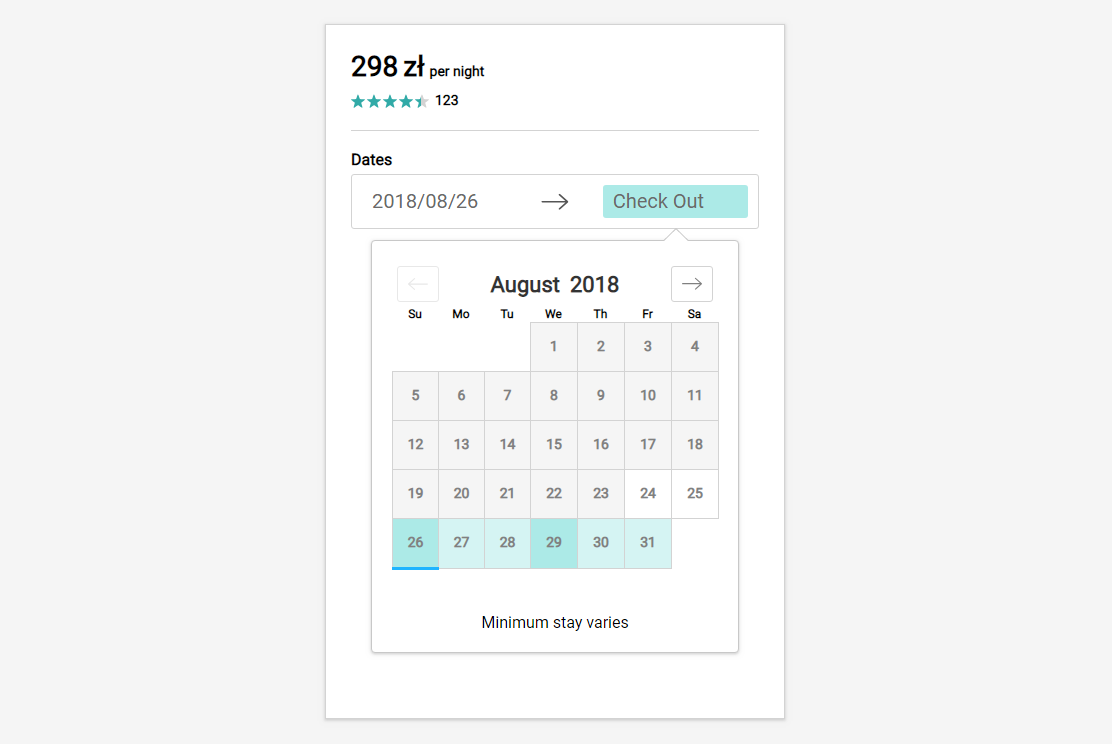 298 zł per night
123
Dates
2018/08/26 Check Out
August 2018
Su Mo Tu We Th Fr Sa
1 2 3 4
5 6 7 8 9 10 11
12 13 14 15 16 17 18
19 20 21 22 23 24 25
26 27 28 29 30 31
Minimum stay varies